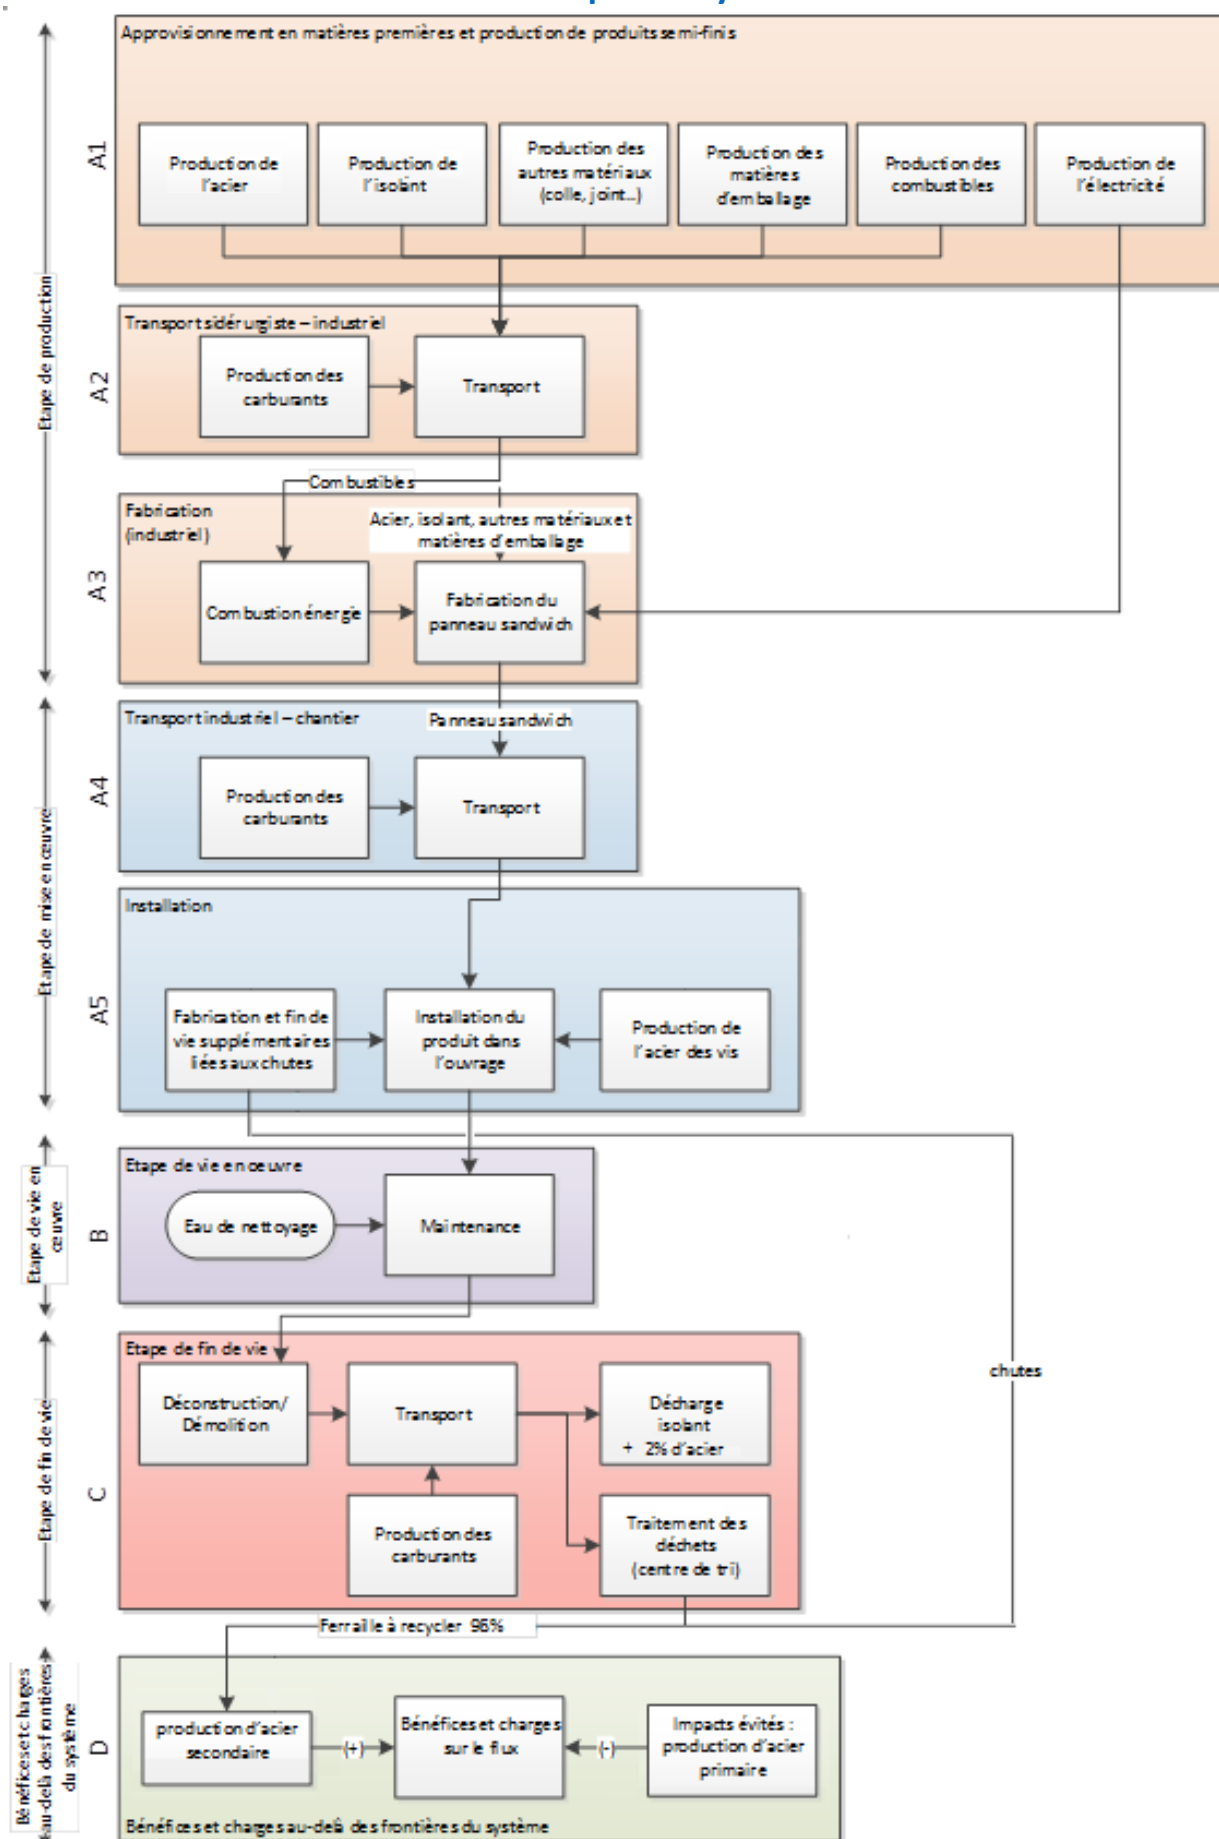 Approvisionnement en matières premières et production de produits semi-finis
A1
Production de
l'acier
Production de
l'isolant
Production des
autres matériaux
(colle, joint...)
Production des
matières
d'emballage
Production des
combustibles
Production de
l'électricité
Etape de production
Transport sidérurgiste – industriel
A2
Production des
carburants
Transport
Combustibles
Fabrication
(industriel)
Acier, isolant, autres matériaux et
matières d'emballage
A3
Combustion énergie
Fabrication du
panneau sandwich
Transport industriel – chantier
Panneau sandwich
A4
Production des
carburants
Transport
Etape de mise en œuvre
Installation
A5
Fabrication et fin de
vie supplémentaires
liées aux chutes
Installation du
produit dans
l'ouvrage
Production de
l'acier des vis
Etape de vie en oeuvre
Etape de vie en
œuvre
B
Eau de nettoyage
Maintenance
Etape de fin de vie
chutes
Déconstruction/
Démolition
Transport
Décharge
isolant
+ 2% d'acier
Etape de fin de vie
C
Production des
carburants
Traitement des
déchets
(centre de tri)
Ferraille à recycler 98%
Bénéfices et charges
au-delà des frontières
du système
D
production d'acier
secondaire
(+)
Bénéfices et charges
sur le flux
(-)
Impacts évités :
production d'acier
primaire
Bénéfices et charges au-delà des frontières du système